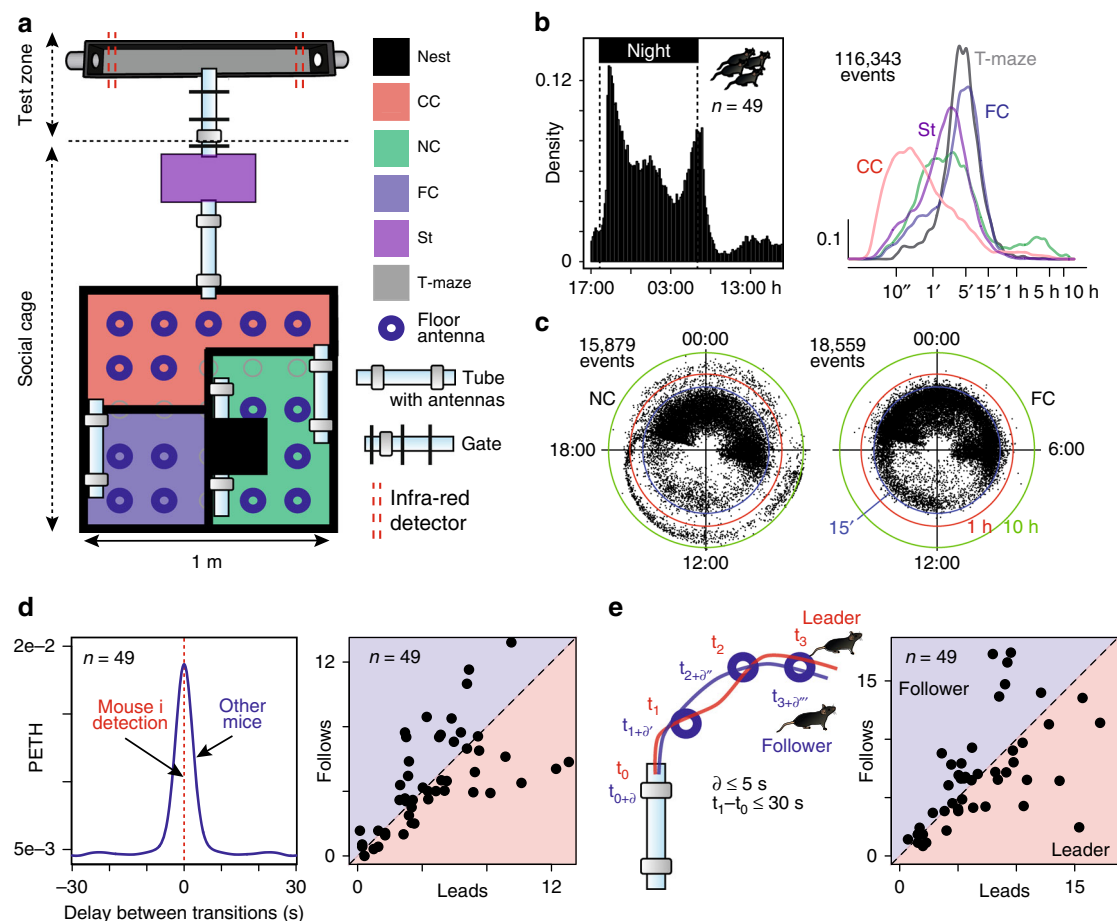 a
Test zone
Social cage
1 m
Nest
CC
NC
FC
St
T-maze
Floor
antenna
Tube
with antennas
Gate
Infra-red
detector
b
Night
n = 49
Density
0.12
0
17:00 03:00 13:00 h
116,343
events
T-maze
FC
St
CC
0.1
10″ 1′ 5′ 15′ 1 h 5 h 10 h
c
15,879
events
00:00
NC
18:00
12:00
18,559
events
00:00
FC
6:00
15′
1 h 10 h
12:00
d
PETH
2e–2
5e–3
n = 49
Mouse i
detection
Other
mice
–30 0 30
Delay between transitions (s)
n = 49
Follows
12
0
0 12
Leads
e
Leader
t3
t2
t2+∂″
t3+∂‴
t1
t1+∂′
Follower
t0
t0+∂
∂ ≤ 5 s
t1–t0 ≤ 30 s
n = 49
Follower
Follows
15
0
Leader
0 15
Leads